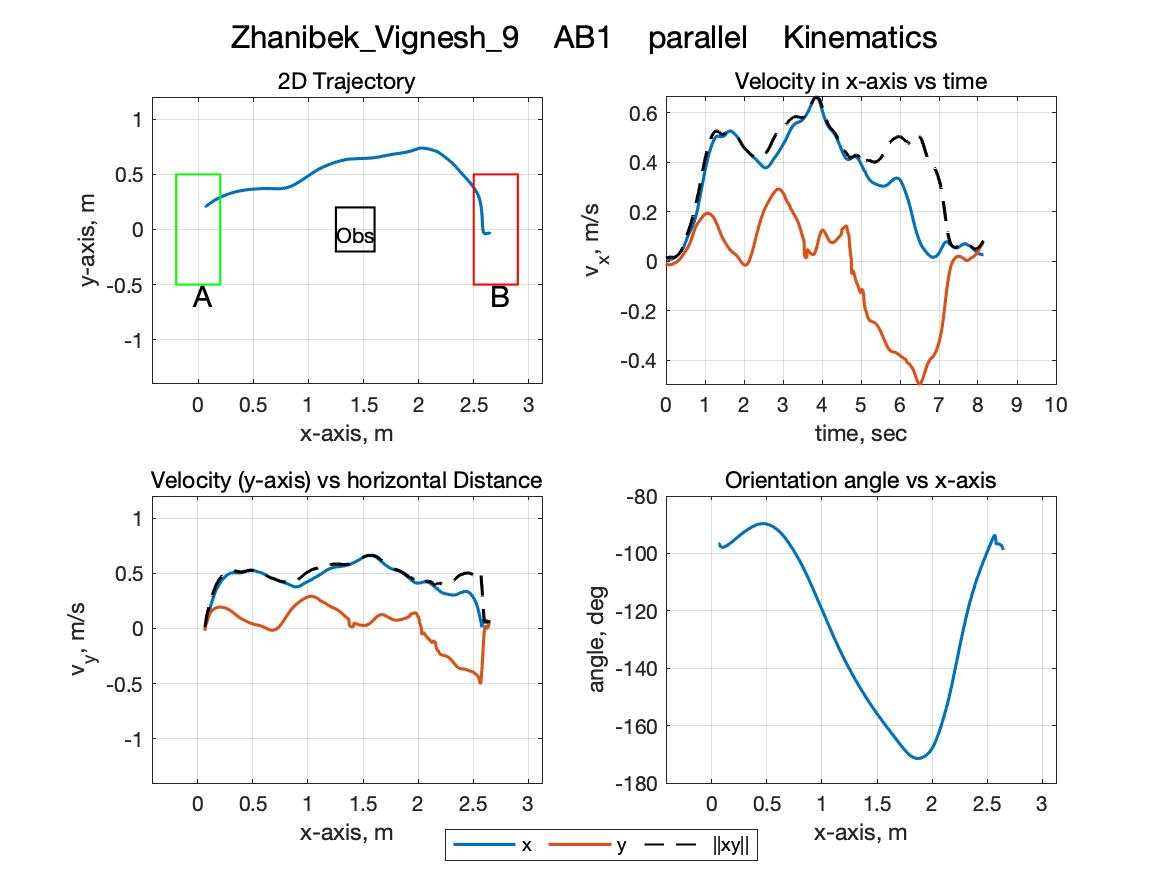 Zhanibek_Vignesh_9 AB1 parallel Kinematics
2D Trajectory
1
0.5
0
-0.5
-1
y-axis, m
Obs
A
B
0 0.5 1 1.5 2 2.5 3
x-axis, m
Velocity in x-axis vs time
0.6
0.4
0.2
0
-0.2
-0.4
vx, m/s
0 1 2 3 4 5 6 7 8 9 10
time, sec
Velocity (y-axis) vs horizontal Distance
1
0.5
0
-0.5
-1
vy, m/s
0 0.5 1 1.5 2 2.5 3
x-axis, m
Orientation angle vs x-axis
-80
-100
-120
-140
-160
-180
angle, deg
0 0.5 1 1.5 2 2.5 3
x-axis, m
x y ||xy||